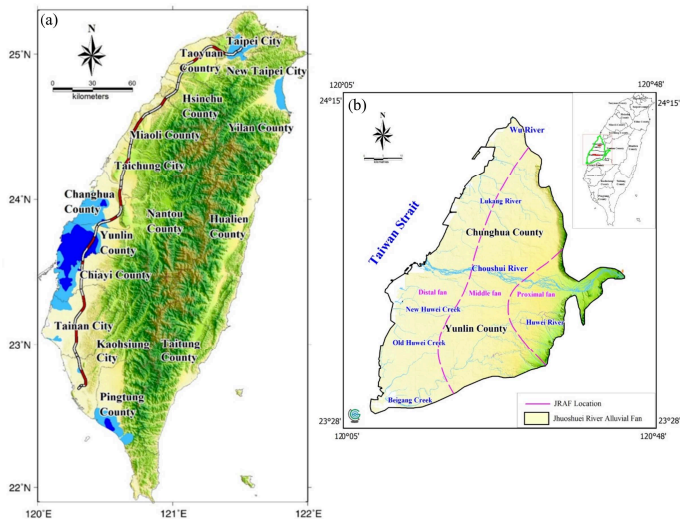 (a)
25˚N
24˚N
23˚N
22˚N
120˚E
121˚E
122˚E
0
30
60
kilometers
Taipei City
Taoyuan
Country
New Taipei City
Hsinchu
County
Yilan County
Miaoli County
Taichung City
Changhua
County
Nantou
County
Hualien
County
Yunlin
County
Chiayi County
Tainan City
Kaohsiung
City
Taitung
County
Pingtung
County
(b)
120°05'
120°48'
24°15'
24°15'
Wu River
Taiwan Strait
Lukang River
Chunghua County
Choushui River
Distal fan
Middle fan
Proximal fan
New Huwei Creek
Huwei River
Yunlin County
Old Huwei Creek
Beigang Creek
JRAF Location
Jhuoshuei River Alluvial Fan
23°28'
23°28'
120°05'
120°48'